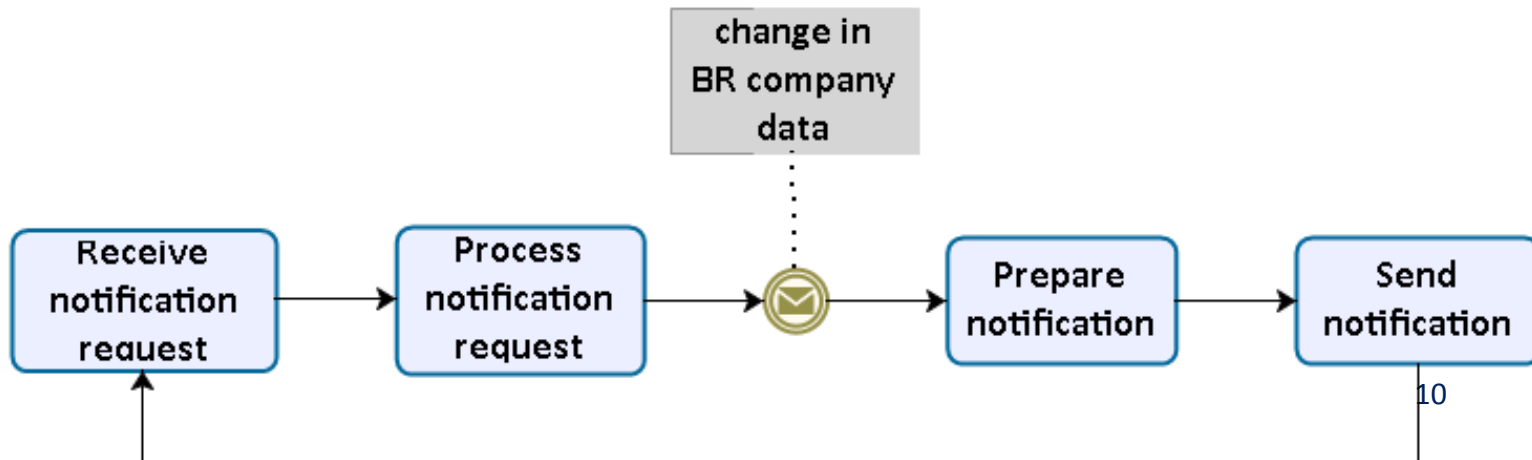 change in
BR company
data
Receive
notification
request
Process
notification
request
Prepare
notification
Send
notification
10